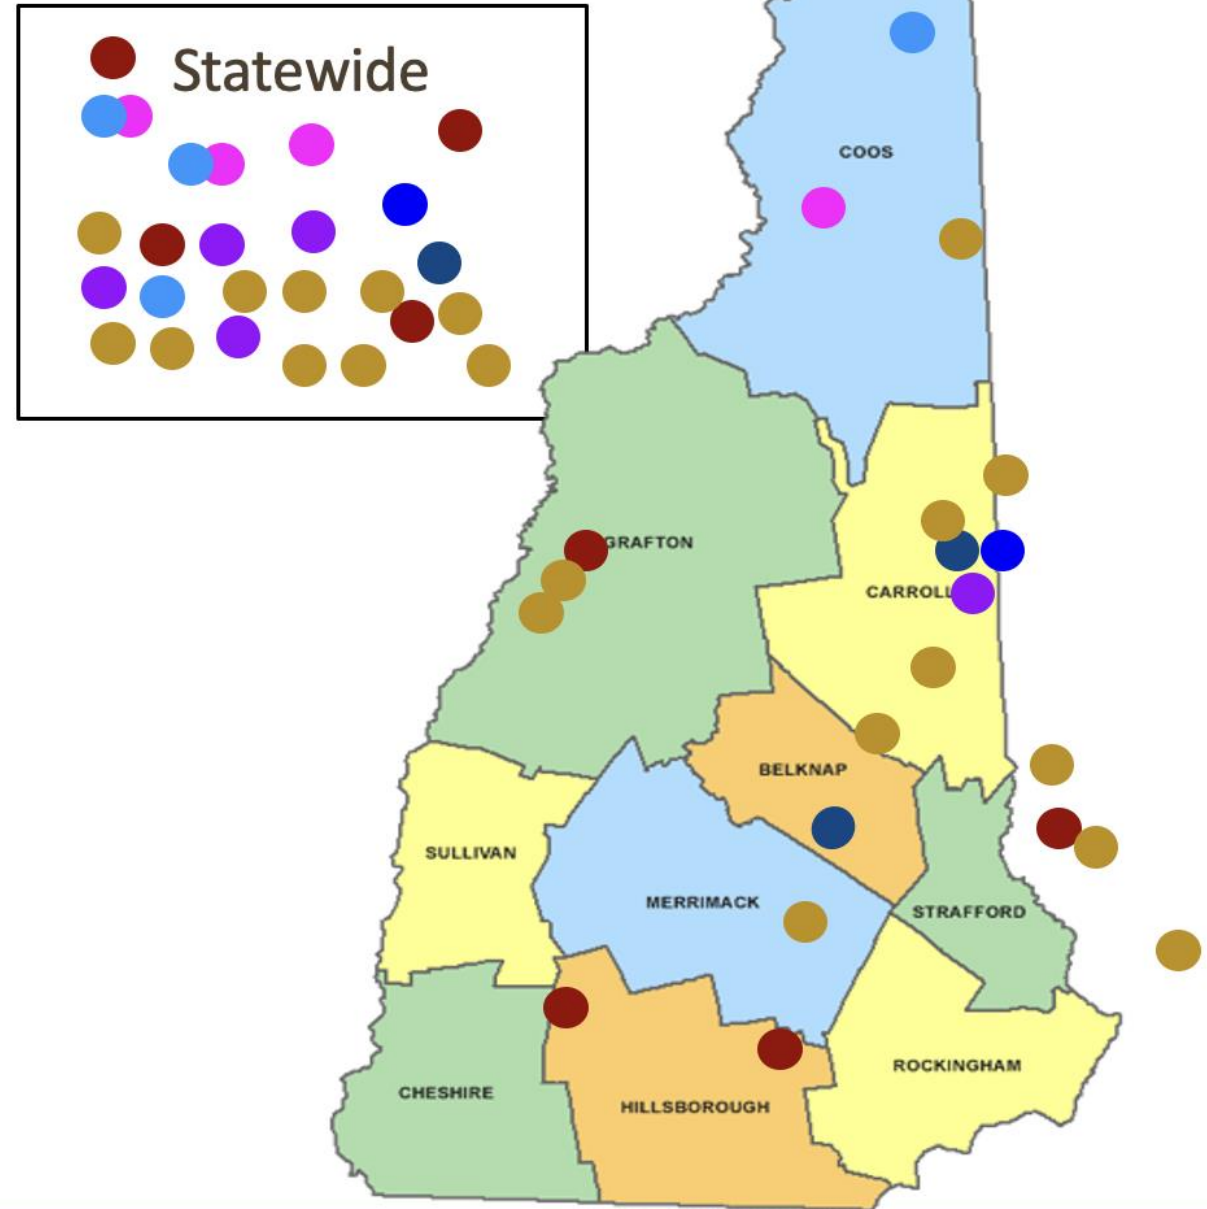 Statewide
COOS
GRAFTON
CARROLL
BELKNAP
SULLIVAN
MERRIMACK
STRAFFORD
ROCKINGHAM
CHESHIRE
HILLSBOROUGH